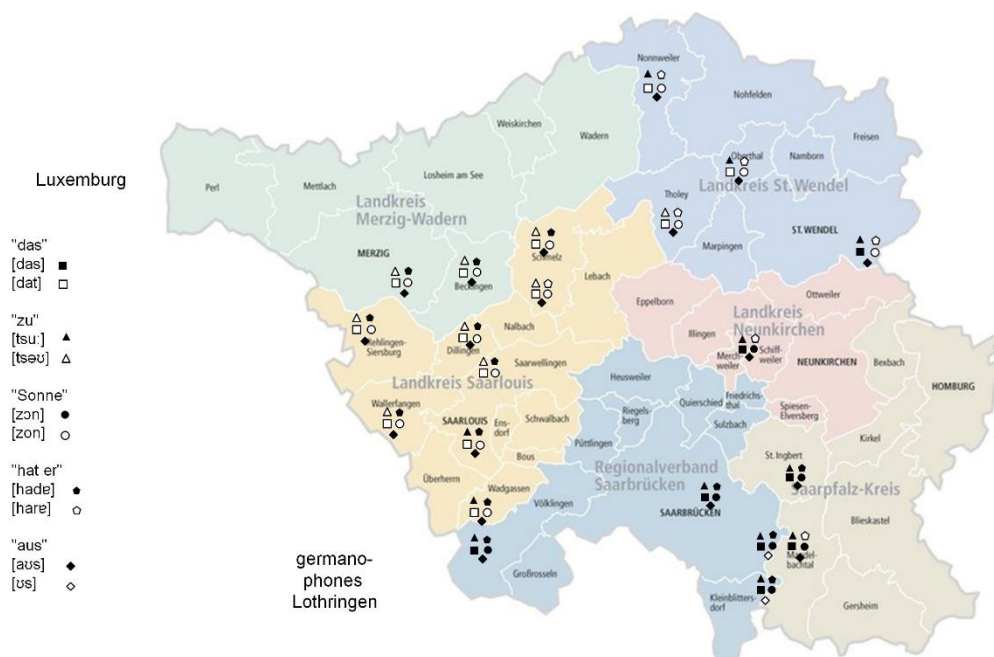 Luxemburg
"das"
[das]
[dat]
"zu"
[tsuː]
[tsəʊ]
"Sonne"
[zɔn]
[zon]
"hat er"
[hadɐ]
[harɐ]
"aus"
[aʊs]
[ʊs]
germano-
phones
Lothringen
Nonnweiler
Nohfelden
Freisen
Oberthal
Namborn
Landkreis St. Wendel
Tholey
ST. WENDEL
Marpingen
Weiskirchen
Wadern
Losheim am See
Mettlach
Perl
Landkreis
Merzig-Wadern
MERZIG
Beckingen
Schmelz
Lebach
Rehlingen-
Siersburg
Dillingen
Nalbach
Saarwellingen
Landkreis Saarlouis
Wallerfangen
SAARLOUIS
Ens-
dorf
Schwalbach
Bous
Überherrn
Wadgassen
Eppelborn
Illingen
Landkreis
Neunkirchen
Ottweiler
Merch-
weiler
Schiff-
weiler
NEUNKIRCHEN
Spiesen-
Elversberg
Heusweiler
Riegels-
berg
Quierschied
Friedrichs-
thal
Sulzbach
Püttlingen
Völklingen
Regionalverband
Saarbrücken
SAARBRÜCKEN
Großrosseln
Kleinblitters-
dorf
Bexbach
HOMBURG
Kirkel
St. Ingbert
Saarpfalz-Kreis
Blieskastel
Mandel-
bachtal
Gersheim